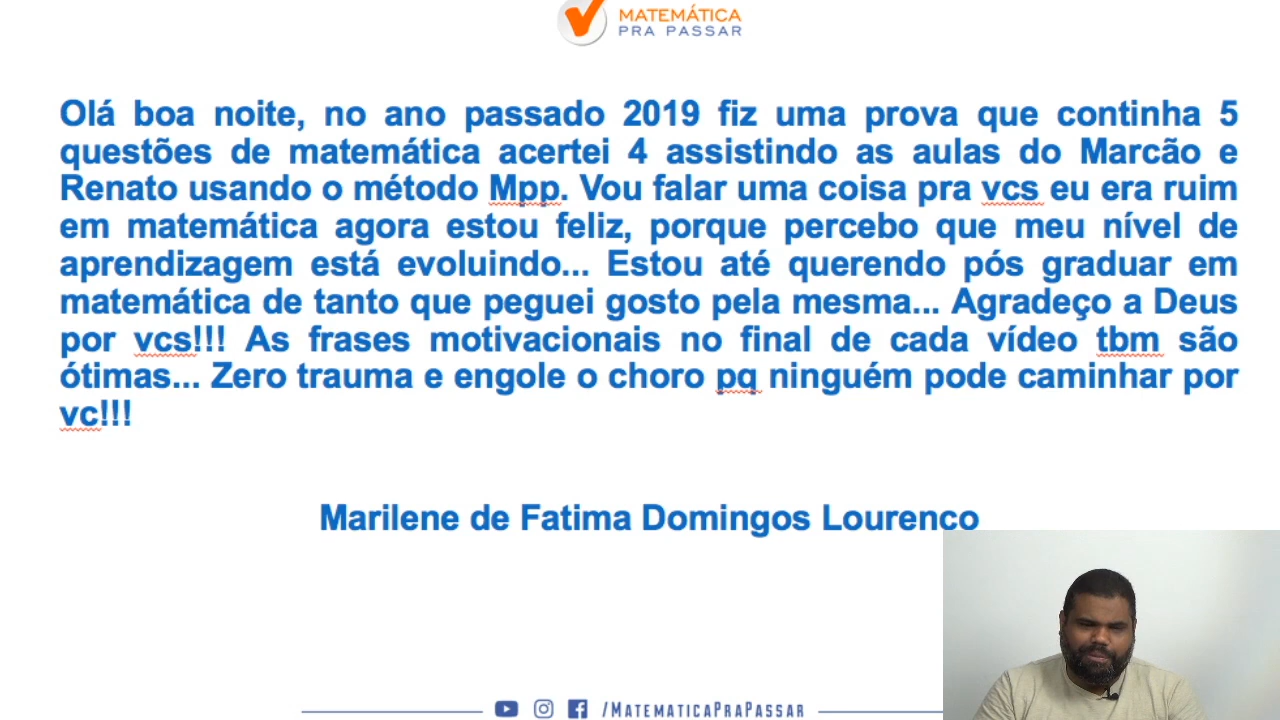 MATEMÁTICA
PRA PASSAR
Olá boa noite, no ano passado 2019 fiz uma prova que continha 5
questões de matemática acertei 4 assistindo as aulas do Marcão e
Renato usando o método Mpp. Vou falar uma coisa pra vcs eu era ruim
em matemática agora estou feliz, porque percebo que meu nível de
aprendizagem está evoluindo... Estou até querendo pós graduar em
matemática de tanto que peguei gosto pela mesma... Agradeço a Deus
por vcs!!! As frases motivacionais no final de cada vídeo tbm são
ótimas... Zero trauma e engole o choro pq ninguém pode caminhar por
vc!!!
Marilene de Fatima Domingos Lourenco
/MATEMATICAPRAPASSAR